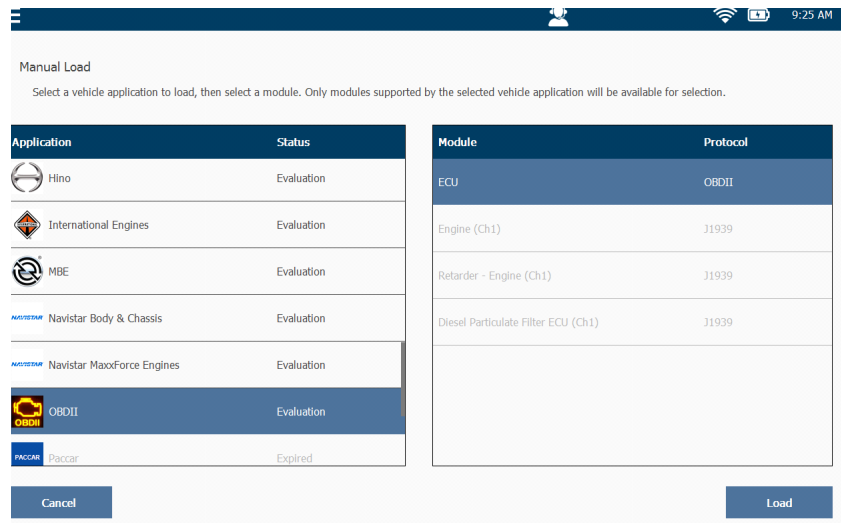 9:25 AM
Manual Load
Select a vehicle application to load, then select a module. Only modules supported by the selected vehicle application will be available for selection.
Application Status
Hino Evaluation
International Engines Evaluation
MBE Evaluation
NAVISTAR Navistar Body & Chassis Evaluation
NAVISTAR Navistar MaxxForce Engines Evaluation
OBDII OBDII Evaluation
PACCAR Paccar Expired
Module Protocol
ECU OBDII
Engine (Ch1) J1939
Retarder - Engine (Ch1) J1939
Diesel Particulate Filter ECU (Ch1) J1939
Cancel Load